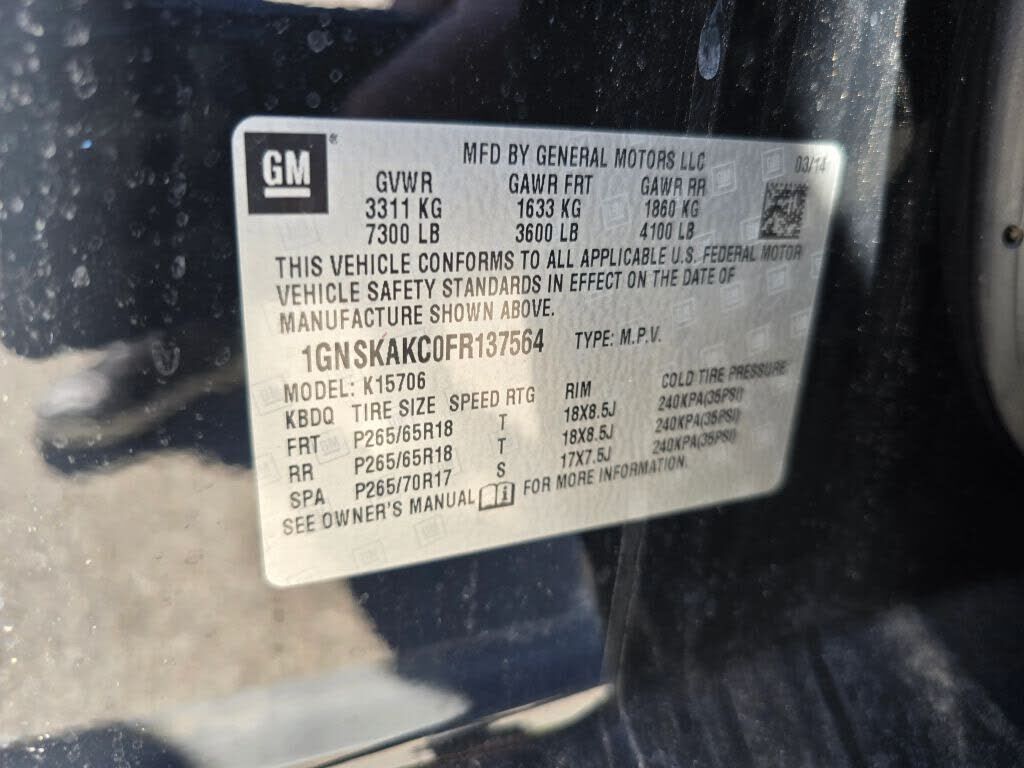 GM®
MFD BY GENERAL MOTORS LLC 03/14
GVWR GAWR FRT GAWR RR
3311 KG 1633 KG 1860 KG
7300 LB 3600 LB 4100 LB
THIS VEHICLE CONFORMS TO ALL APPLICABLE U.S. FEDERAL MOTOR
VEHICLE SAFETY STANDARDS IN EFFECT ON THE DATE OF
MANUFACTURE SHOWN ABOVE.
1GNSKAKC0FR137564 TYPE: M.P.V.
MODEL: K15706
KBDQ TIRE SIZE SPEED RTG RIM COLD TIRE PRESSURE
FRT P265/65R18 T 18X8.5J 240KPA(35PSI)
RR P265/65R18 T 18X8.5J 240KPA(35PSI)
SPA P265/70R17 S 17X7.5J 240KPA(35PSI)
SEE OWNER'S MANUAL FOR MORE INFORMATION.